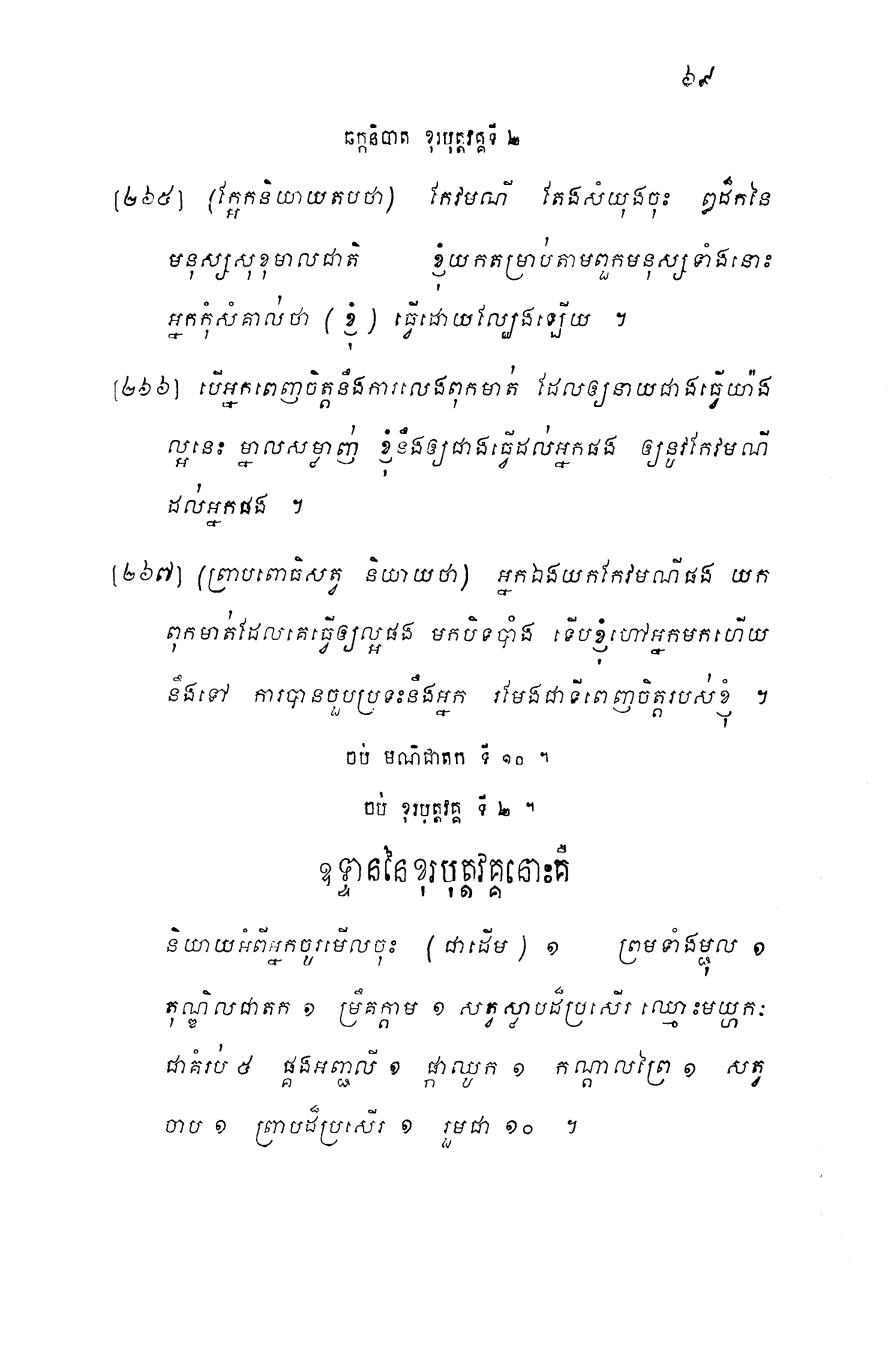 ៦៩
ឆក្កនិបាត ខុរបុត្តវគ្គទី ២
[២៦៥] (ក្អែកនិយាយតបថា) កែវមណី តែងសំយុងចុះ ឰដ៏កនៃ
មនុស្សសុខុមាលជាតិ ខ្ញុំយកតម្រាប់តាមពួកមនុស្សទាំងនោះ
អ្នកកុំសំគាល់ថា (ខ្ញុំ) ធ្វើដោយល្បែងឡើយ ។
[២៦៦] បើអ្នកពេញចិត្តនឹងការលេងពុកមាត់ ដែលឲ្យនាយជាងធ្វើយ៉ាង
ល្អនេះ ម្នាលសម្លាញ់ ខ្ញុំនឹងឲ្យជាងធ្វើដល់អ្នកផង ឲ្យនូវកែវមណី
ដល់អ្នកផង ។
[២៦៧] (ព្រាបពោធិសត្វ និយាយថា) អ្នកឯងយកកែវមណីផង យក
ពុកមាត់ដែលគេធ្វើឲ្យល្អផង មកបិទបាំង ទើបខ្ញុំហៅអ្នកមកហើយ
នឹងទៅ ការបានចួបប្រទះនឹងអ្នក រមែងជាទីពេញចិត្តរបស់ខ្ញុំ ។
ចប់ មណិជាតក ទី ១០ ។
ចប់ ខុរបុត្តវគ្គ ទី ២ ។
ឧទ្ទាននៃខុរបុត្តវគ្គនោះគឺ
និយាយអំពីអ្នកចូរមើលចុះ (ជាដើម) ១ ព្រមទាំងម្ជុល ១
តុណ្ឌិលជាតក ១ ម្រឹគក្តាម ១ សត្វស្លាបដ៏ប្រសើរ ឈ្មោះមយ្ហកៈ
ជាគំរប់ ៥ ផ្គងអញ្ជលី ១ ផ្កាឈូក ១ កណ្តាលព្រៃ ១ សត្វ
ចាប ១ ព្រាបដ៏ប្រសើរ ១ រួមជា ១០ ។